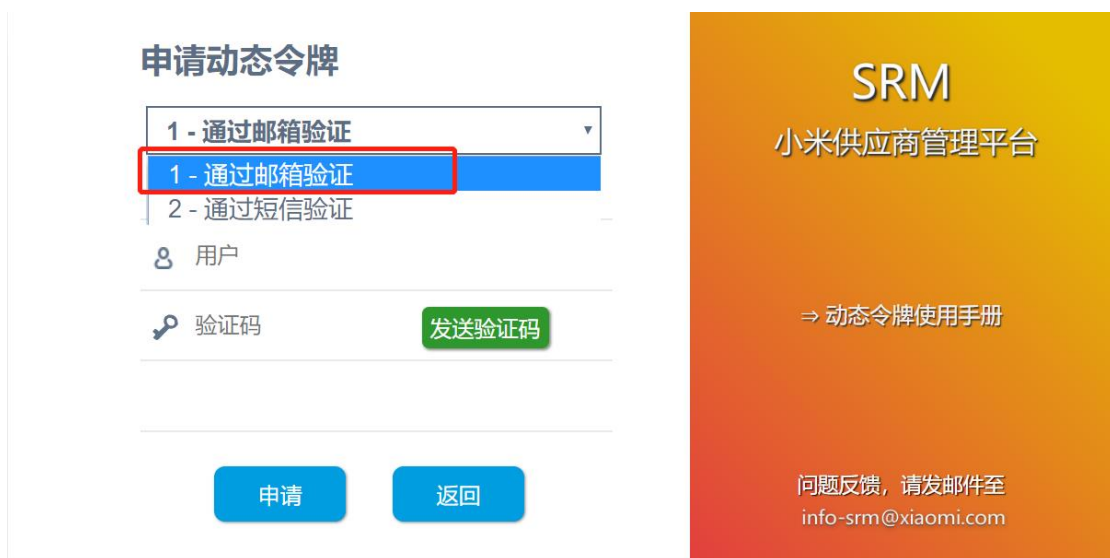 申请动态令牌
1 - 通过邮箱验证
1 - 通过邮箱验证
2 - 通过短信验证
用户
验证码
发送验证码
申请
返回
SRM
小米供应商管理平台
⇒ 动态令牌使用手册
问题反馈，请发邮件至
info-srm@xiaomi.com